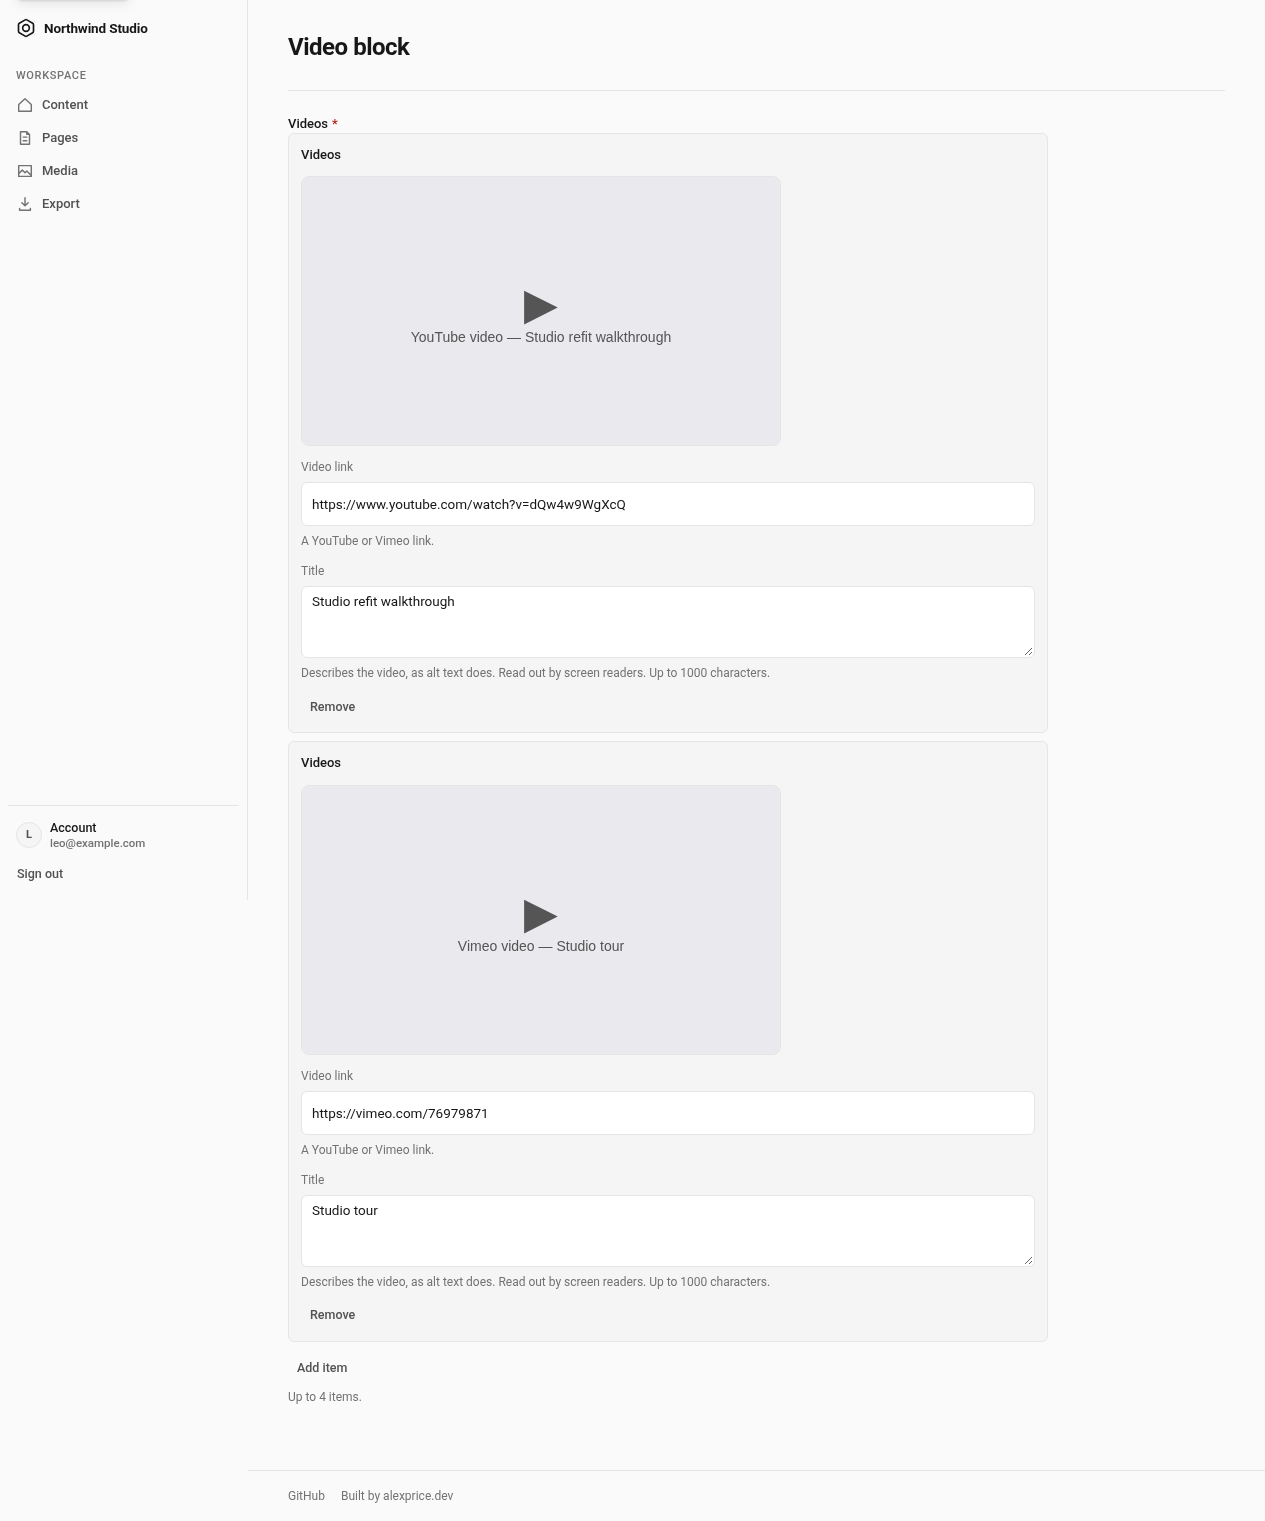 Northwind Studio
WORKSPACE
Content
Pages
Media
Export
Account
L
leo@example.com
Sign out
Video block
Videos *
Videos
YouTube video — Studio refit walkthrough
Video link
https://www.youtube.com/watch?v=dQw4w9WgXcQ
A YouTube or Vimeo link.
Title
Studio refit walkthrough
Describes the video, as alt text does. Read out by screen readers. Up to 1000 characters.
Remove
Videos
Vimeo video — Studio tour
Video link
https://vimeo.com/76979871
A YouTube or Vimeo link.
Title
Studio tour
Describes the video, as alt text does. Read out by screen readers. Up to 1000 characters.
Remove
Add item
Up to 4 items.
GitHub
Built by alexprice.dev